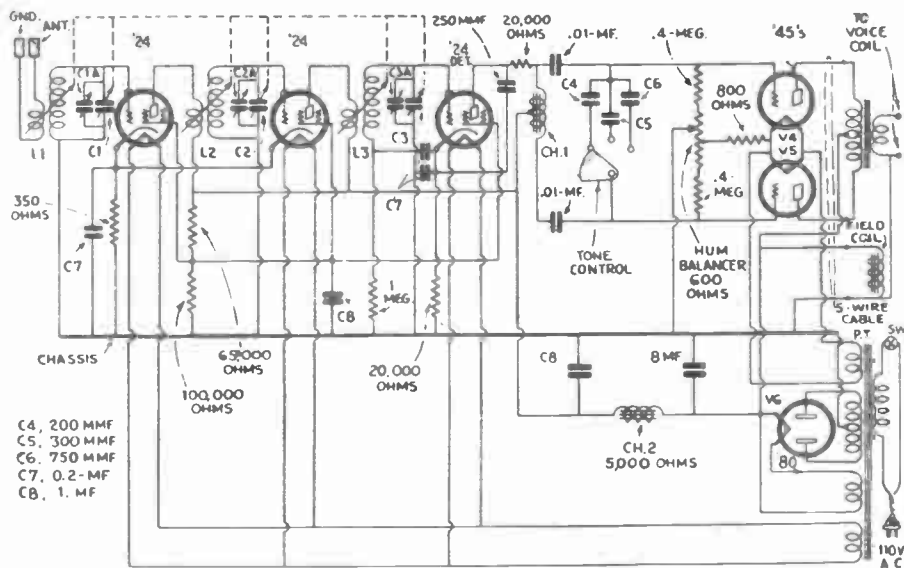 GND.
ANT.
'24
'24
'24
DET.
250 MMF
20,000
OHMS
.01-MF.
.4-MEG.
'45's
TO
VOICE
COIL
C1A
C2A
C3A
C4
C6
C5
800
OHMS
V4
V5
L1
C1
L2
C2
L3
C3
CH.1
C7
.01-MF.
.4-
MEG.
350
OHMS
TONE
CONTROL
HUM
BALANCER
600
OHMS
FIELD
COIL
5-WIRE
CABLE
P.T.
SW.
C7
C8
1
MEG.
CHASSIS
65,000
OHMS
100,000
OHMS
20,000
OHMS
C8
8 MF
V6
80
CH.2
5,000 OHMS
C4, 200 MMF
C5, 300 MMF
C6, 750 MMF
C7, 0.2-MF
C8, 1. MF
110V.
A.C.